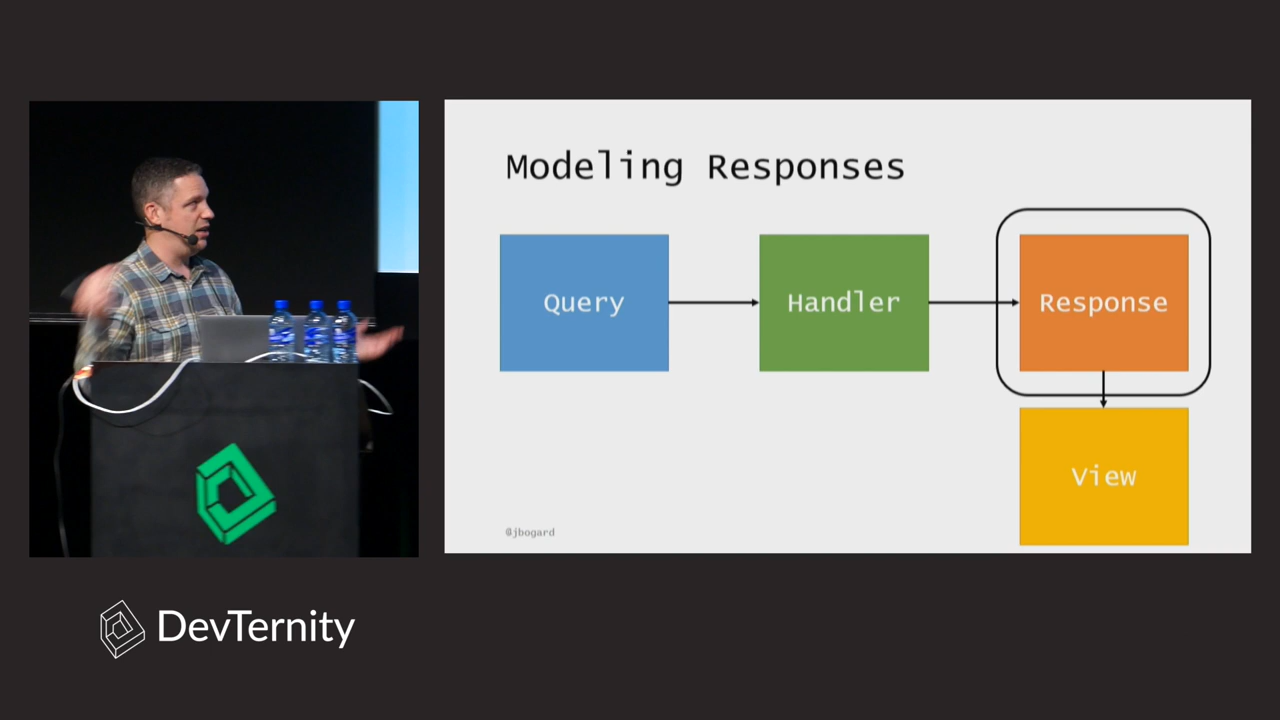 Modeling Responses
Query
Handler
Response
View
@jbogard
DevTernity